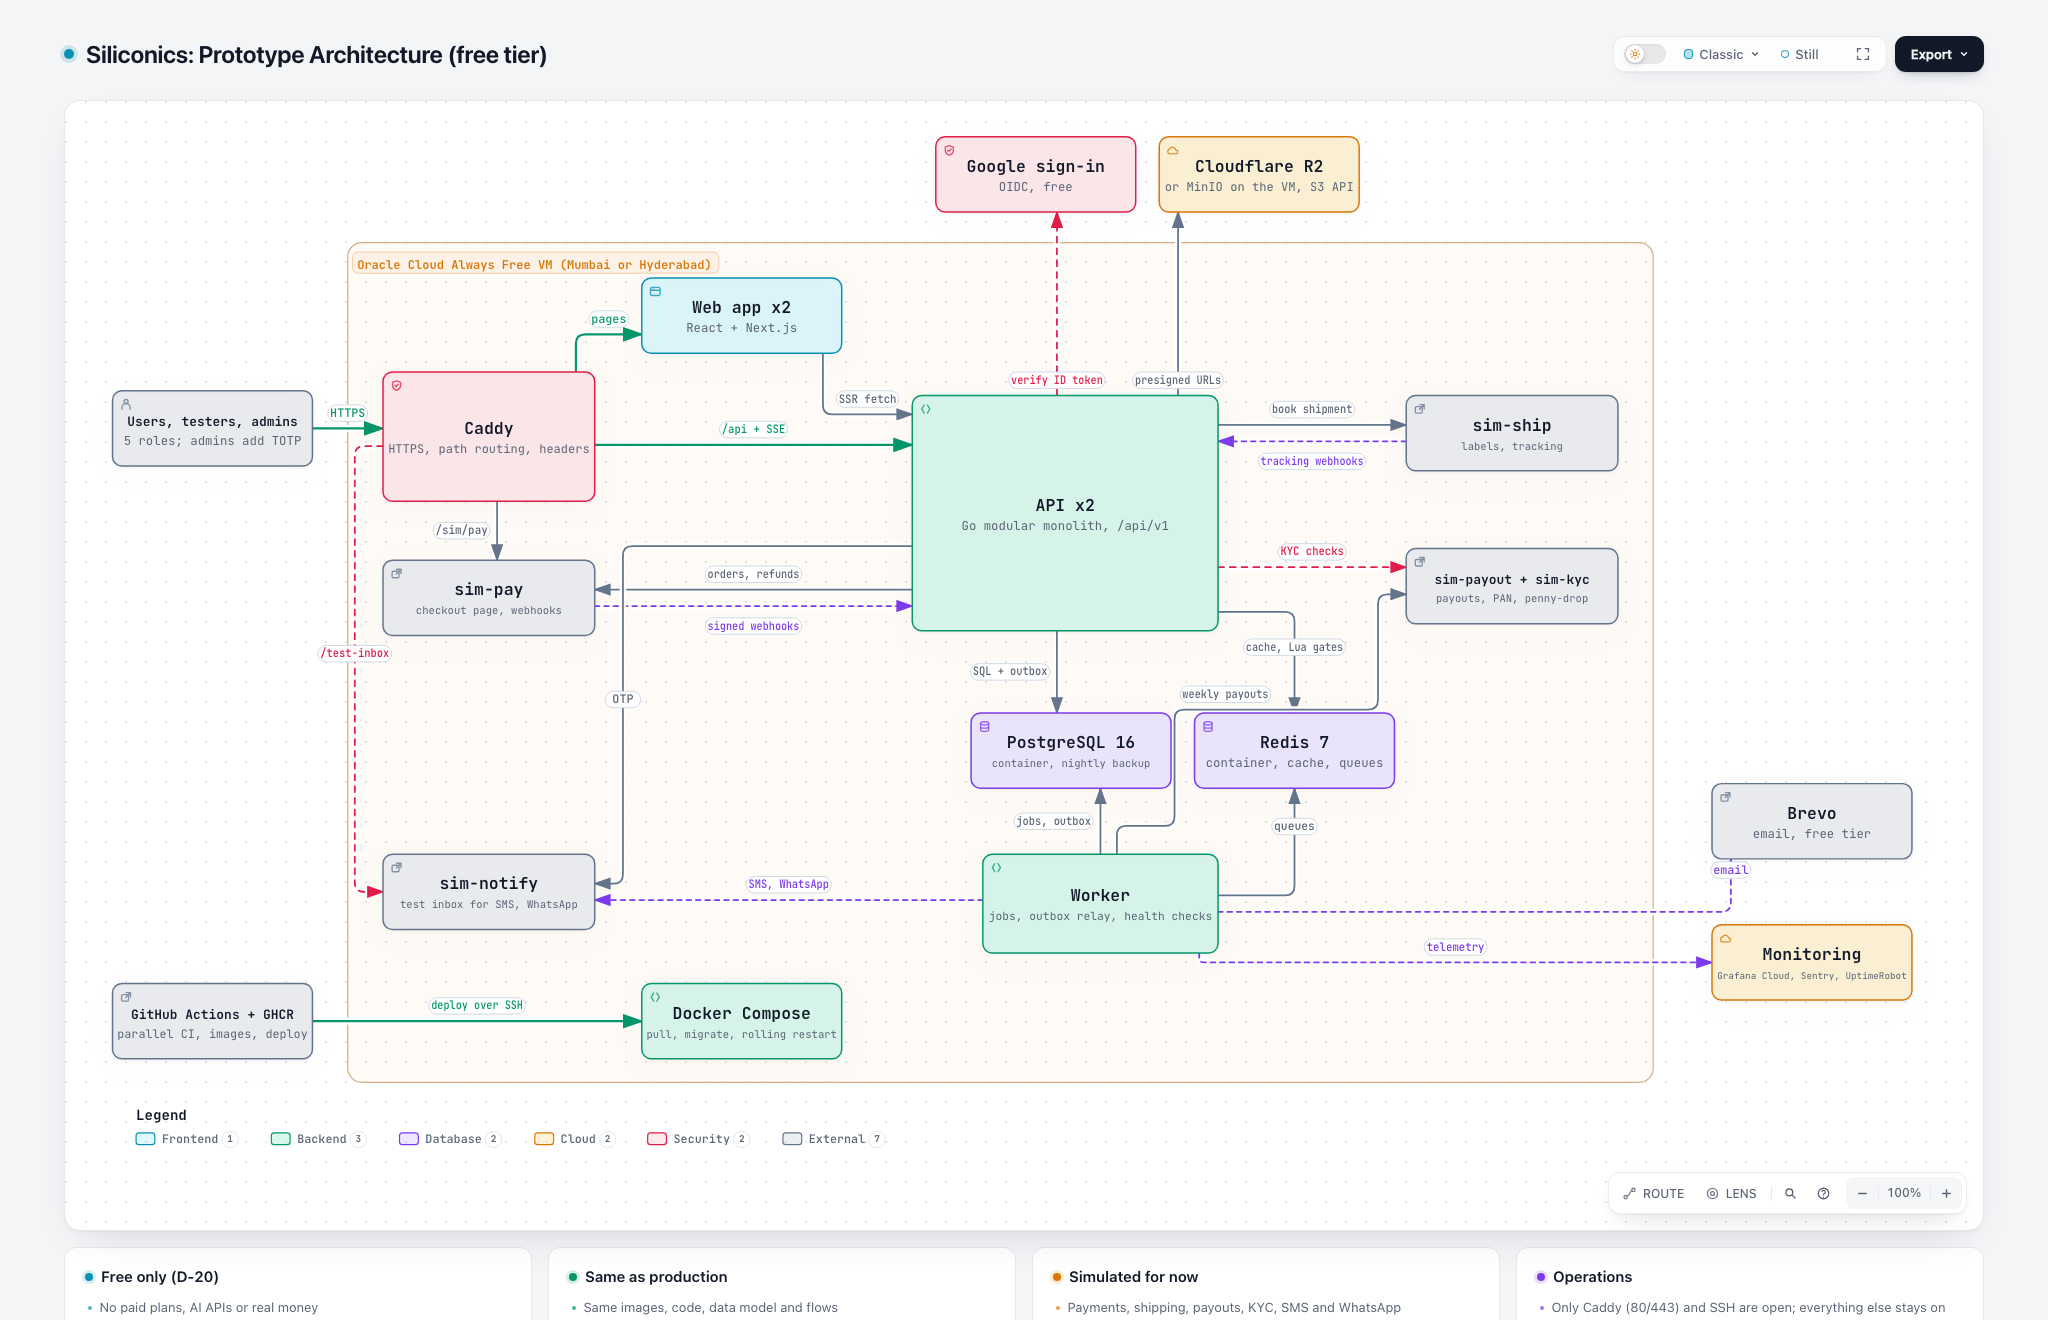 Siliconics: Prototype Architecture (free tier)
Classic
Still
Export
Google sign-in
OIDC, free
Cloudflare R2
or MinIO on the VM, S3 API
Oracle Cloud Always Free VM (Mumbai or Hyderabad)
Web app x2
React + Next.js
pages
verify ID token
presigned URLs
SSR fetch
Users, testers, admins
5 roles; admins add TOTP
HTTPS
Caddy
HTTPS, path routing, headers
/api + SSE
book shipment
tracking webhooks
sim-ship
labels, tracking
API x2
Go modular monolith, /api/v1
/sim/pay
KYC checks
sim-pay
checkout page, webhooks
orders, refunds
signed webhooks
sim-payout + sim-kyc
payouts, PAN, penny-drop
/test-inbox
cache, Lua gates
SQL + outbox
OTP
weekly payouts
PostgreSQL 16
container, nightly backup
Redis 7
container, cache, queues
jobs, outbox
queues
Brevo
email, free tier
email
sim-notify
test inbox for SMS, WhatsApp
SMS, WhatsApp
Worker
jobs, outbox relay, health checks
telemetry
Monitoring
Grafana Cloud, Sentry, UptimeRobot
GitHub Actions + GHCR
parallel CI, images, deploy
deploy over SSH
Docker Compose
pull, migrate, rolling restart
Legend
Frontend 1
Backend 3
Database 2
Cloud 2
Security 2
External 7
ROUTE
LENS
100%
Free only (D-20)
No paid plans, AI APIs or real money
Same as production
Same images, code, data model and flows
Simulated for now
Payments, shipping, payouts, KYC, SMS and WhatsApp
Operations
Only Caddy (80/443) and SSH are open; everything else stays on